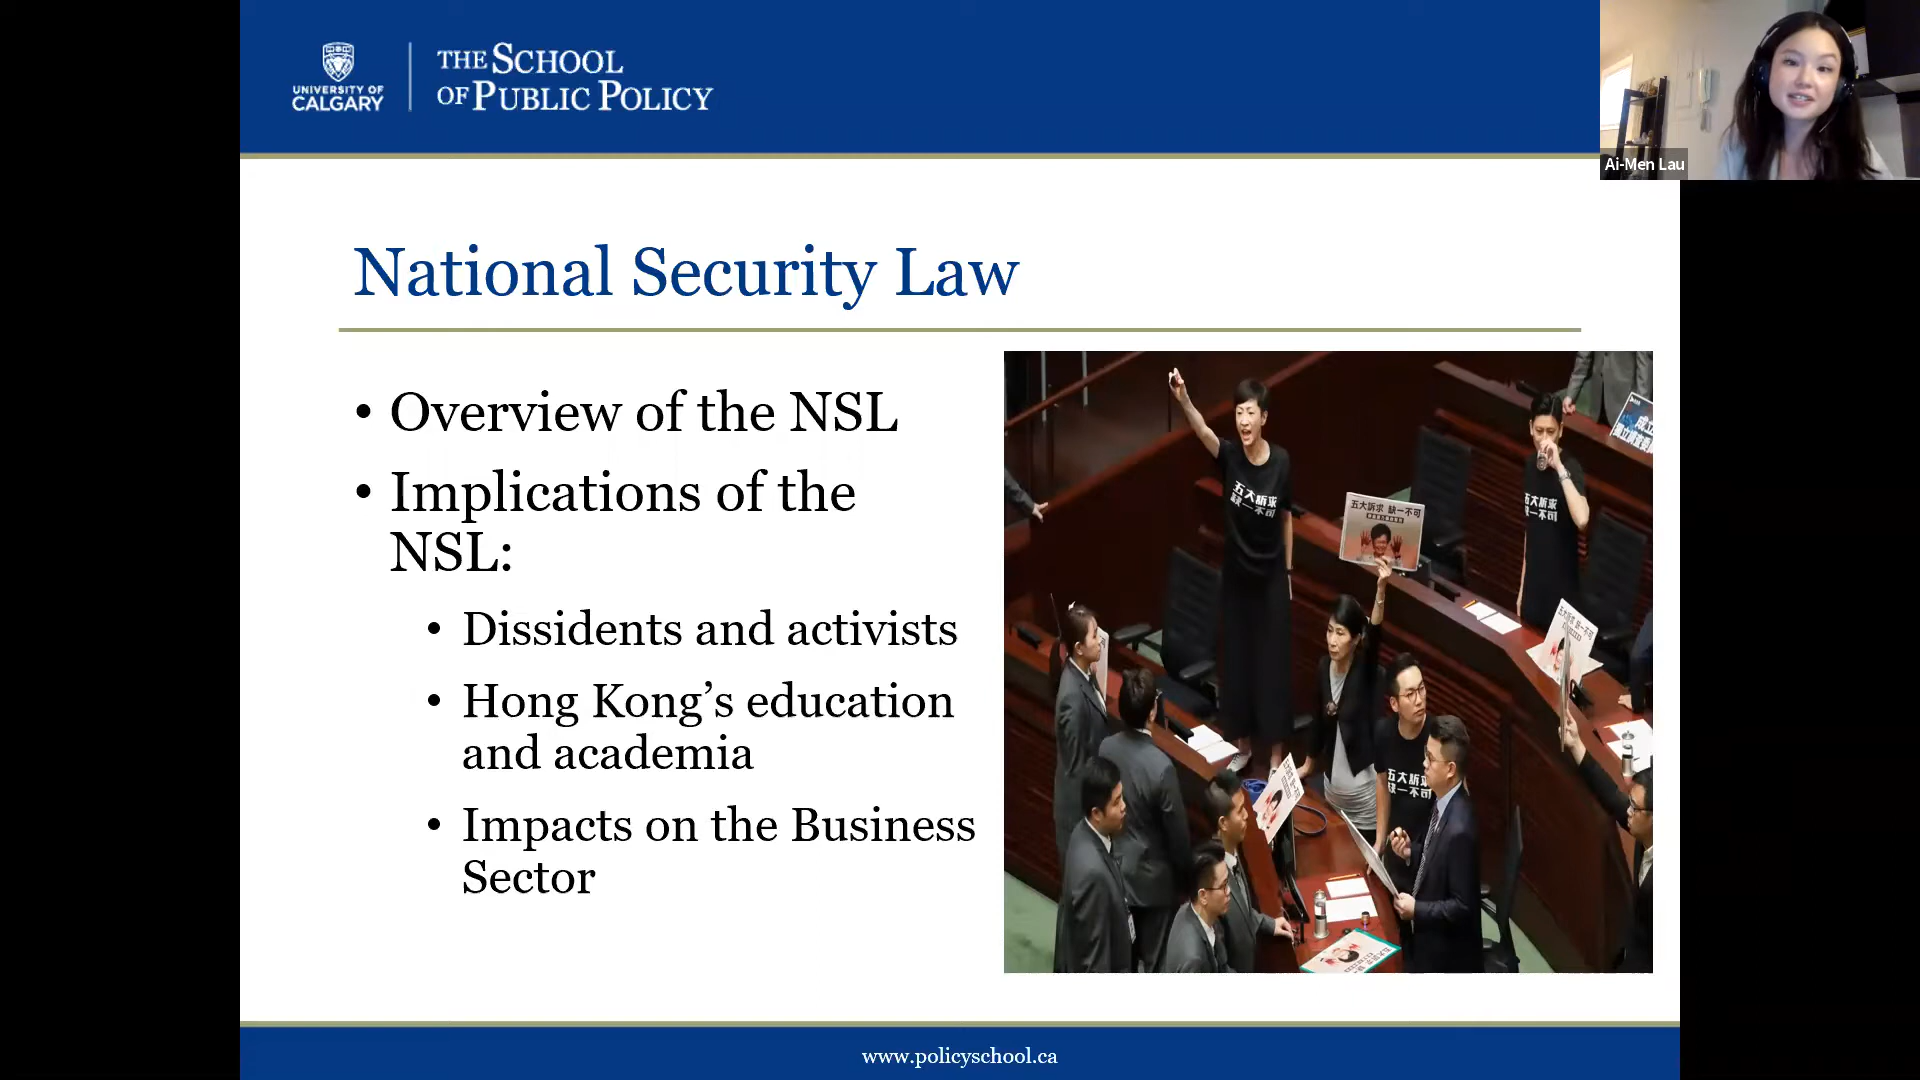 UNIVERSITY OF
CALGARY
THE SCHOOL
OF PUBLIC POLICY
Ai-Men Lau
National Security Law
• Overview of the NSL
• Implications of the
NSL:
• Dissidents and activists
• Hong Kong’s education
and academia
• Impacts on the Business
Sector
五大訴求
缺一不可
五大訴求 缺一不可
五大訴求
缺一不可
五大訴求
缺一不可
www.policyschool.ca